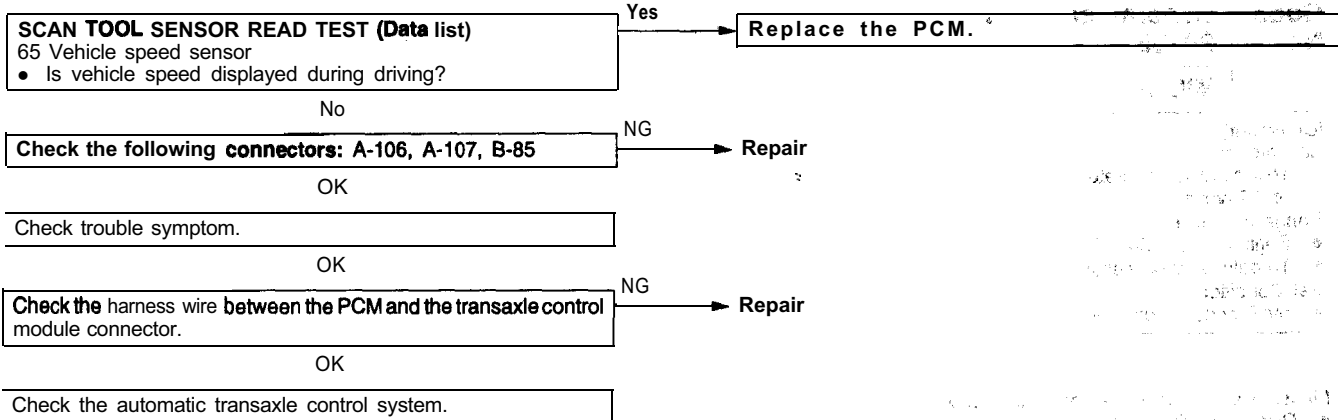 Yes
SCAN TOOL SENSOR READ TEST (Data list)
65 Vehicle speed sensor
● Is vehicle speed displayed during driving?
Replace the PCM.
No
NG
Check the following connectors: A-106, A-107, B-85
Repair
OK
Check trouble symptom.
OK
NG
Check the harness wire between the PCM and the transaxle control
module connector.
Repair
OK
Check the automatic transaxle control system.